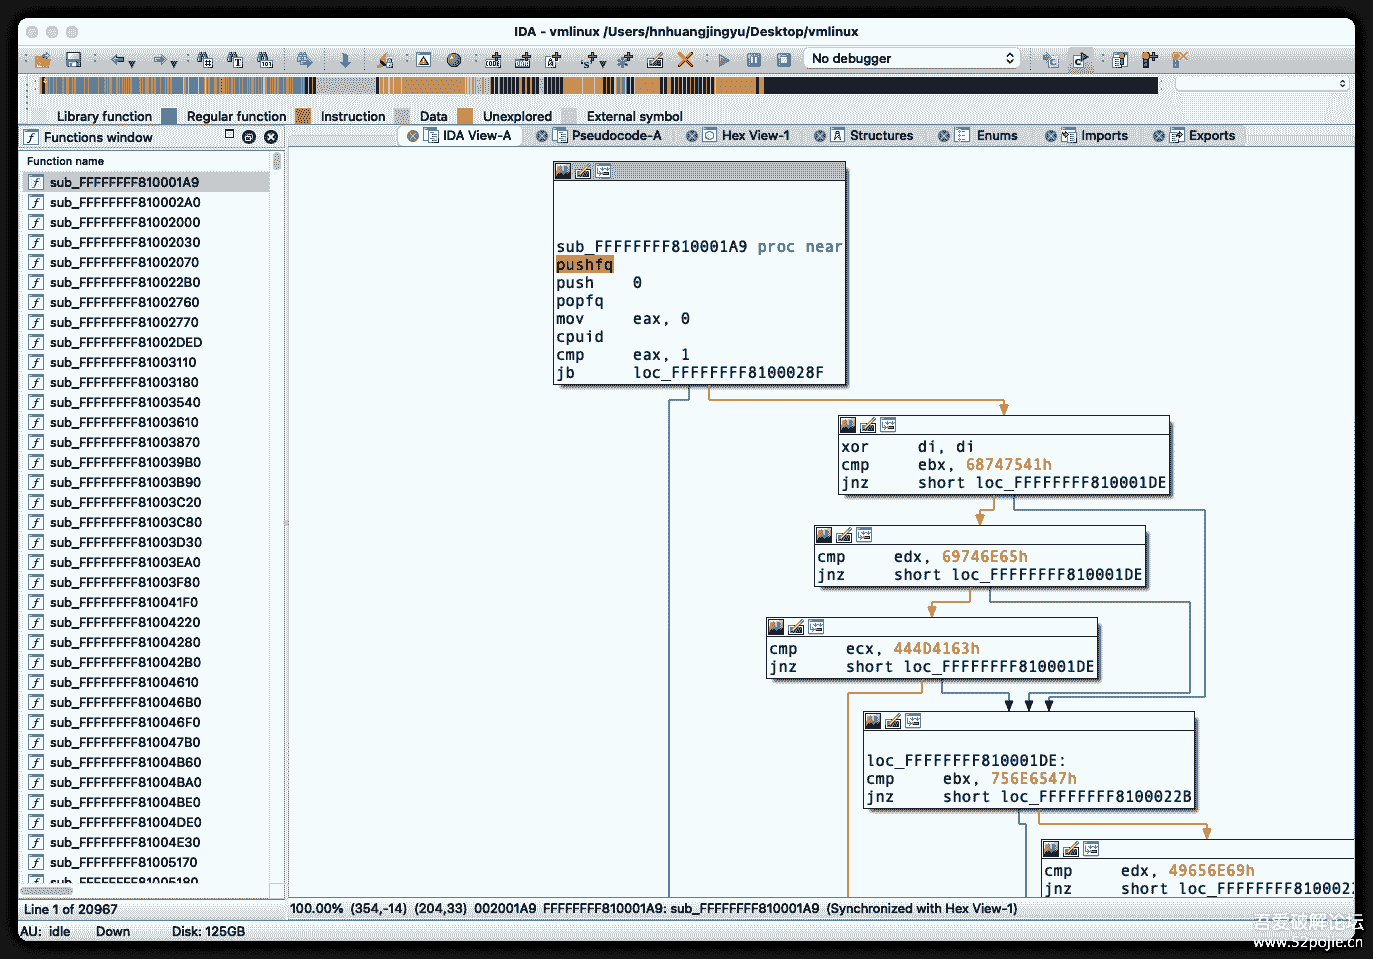 IDA - vmlinux /Users/hnhuangjingyu/Desktop/vmlinux
No debugger
Library function
Regular function
Instruction
Data
Unexplored
External symbol
Functions window
IDA View-A
Pseudocode-A
Hex View-1
Structures
Enums
Imports
Exports
Function name
sub_FFFFFFFF810001A9
sub_FFFFFFFF810002A0
sub_FFFFFFFF81002000
sub_FFFFFFFF81002030
sub_FFFFFFFF81002070
sub_FFFFFFFF810022B0
sub_FFFFFFFF81002760
sub_FFFFFFFF81002770
sub_FFFFFFFF81002DED
sub_FFFFFFFF81003110
sub_FFFFFFFF81003180
sub_FFFFFFFF81003540
sub_FFFFFFFF81003610
sub_FFFFFFFF81003870
sub_FFFFFFFF810039B0
sub_FFFFFFFF81003B90
sub_FFFFFFFF81003C20
sub_FFFFFFFF81003C80
sub_FFFFFFFF81003D30
sub_FFFFFFFF81003EA0
sub_FFFFFFFF81003F80
sub_FFFFFFFF810041F0
sub_FFFFFFFF81004220
sub_FFFFFFFF81004280
sub_FFFFFFFF810042B0
sub_FFFFFFFF81004610
sub_FFFFFFFF810046B0
sub_FFFFFFFF810046F0
sub_FFFFFFFF810047B0
sub_FFFFFFFF81004B60
sub_FFFFFFFF81004BA0
sub_FFFFFFFF81004BE0
sub_FFFFFFFF81004DE0
sub_FFFFFFFF81004E30
sub_FFFFFFFF81005170
sub_FFFFFFFF81005180
Line 1 of 20967
sub_FFFFFFFF810001A9 proc near
pushfq
push 0
popfq
mov eax, 0
cpuid
cmp eax, 1
jb loc_FFFFFFFF8100028F
xor di, di
cmp ebx, 68747541h
jnz short loc_FFFFFFFF810001DE
cmp edx, 69746E65h
jnz short loc_FFFFFFFF810001DE
cmp ecx, 444D4163h
jnz short loc_FFFFFFFF810001DE
loc_FFFFFFFF810001DE:
cmp ebx, 756E6547h
jnz short loc_FFFFFFFF8100022B
cmp edx, 49656E69h
jnz short loc_FFFFFFFF810002
100.00% (354,-14) (204,33) 002001A9 FFFFFFFF810001A9: sub_FFFFFFFF810001A9 (Synchronized with Hex View-1)
AU: idle Down Disk: 125GB
吾爱破解论坛
www.52pojie.cn